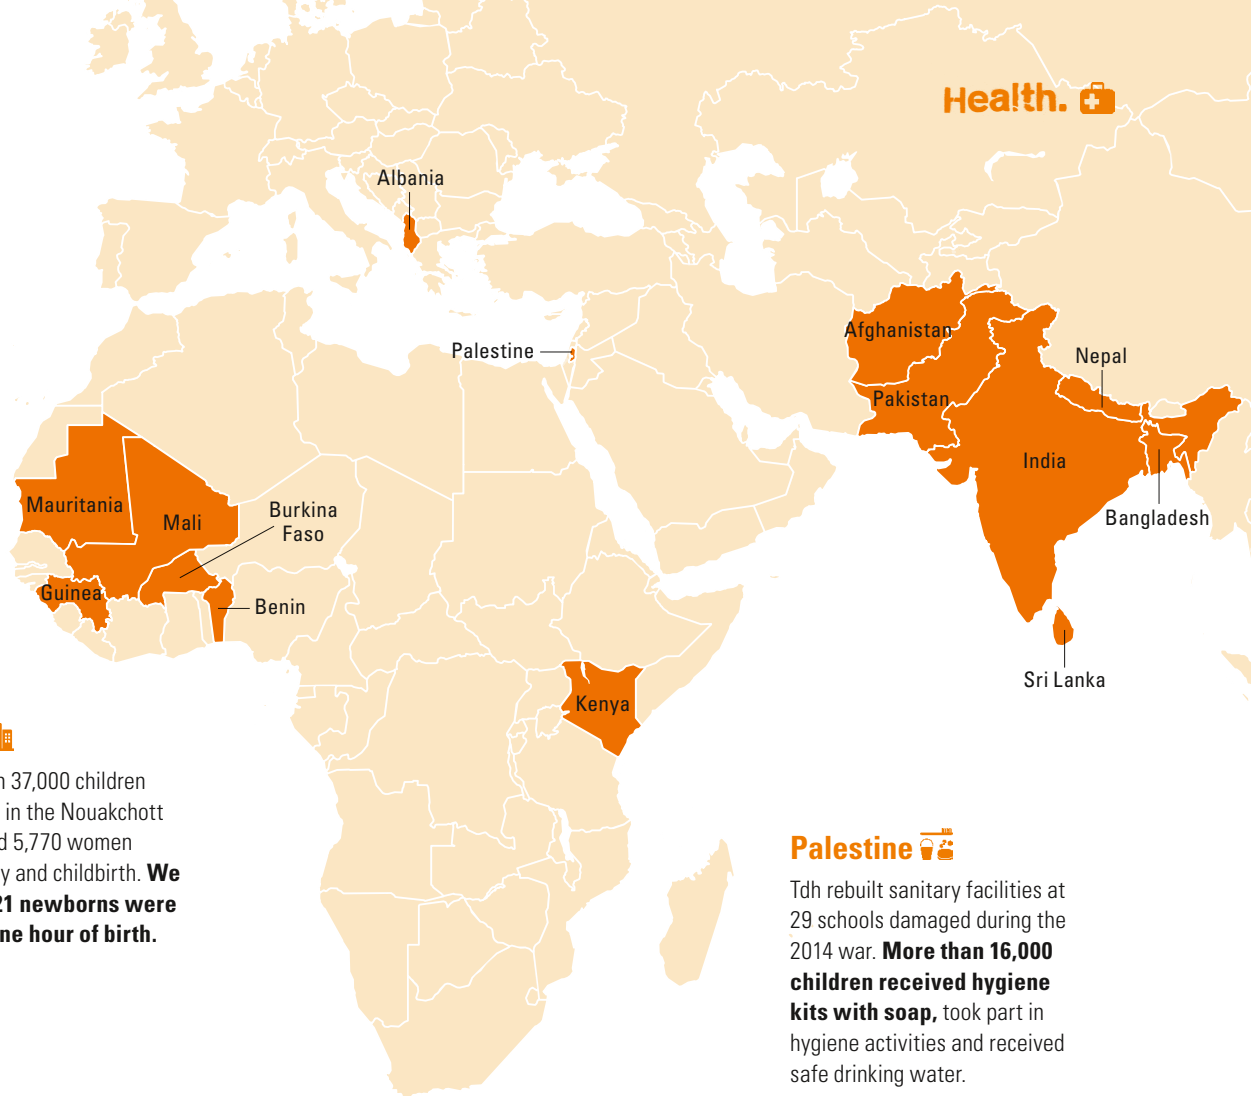 Health.
Albania
Palestine
Afghanistan
Nepal
Pakistan
India
Mauritania
Mali
Burkina
Faso
Bangladesh
Guinea
Benin
Sri Lanka
Kenya
37,000 children
in the Nouakchott
5,770 women
and childbirth. We
newborns were
hour of birth.
Palestine
Tdh rebuilt sanitary facilities at
29 schools damaged during the
2014 war. More than 16,000
children received hygiene
kits with soap, took part in
hygiene activities and received
safe drinking water.